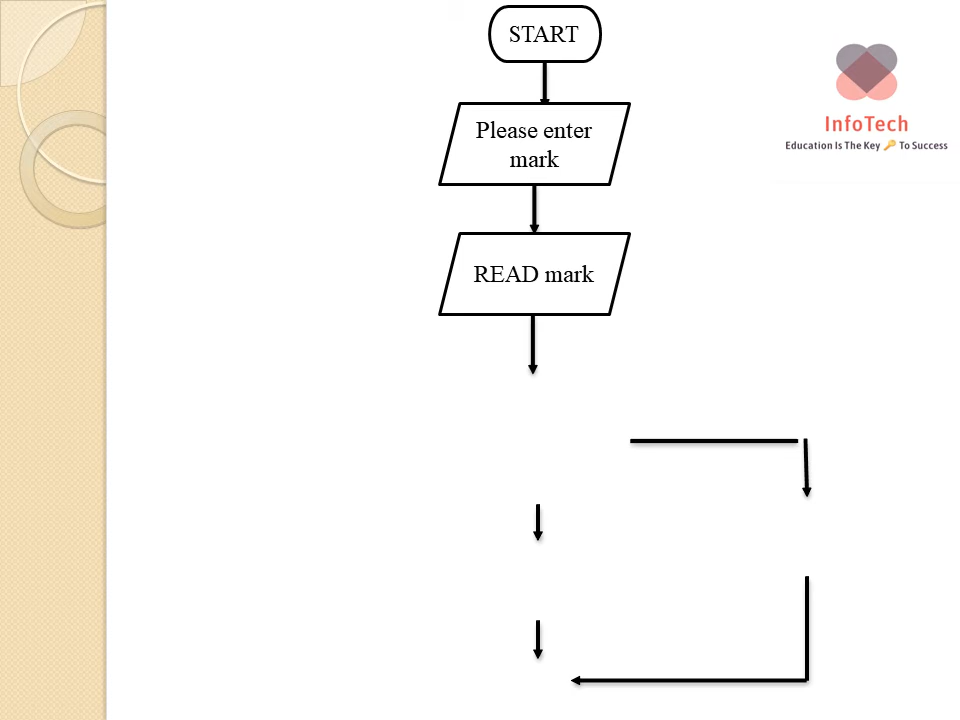 START
Please enter
mark
READ mark
InfoTech
Education Is The Key 🔑 To Success